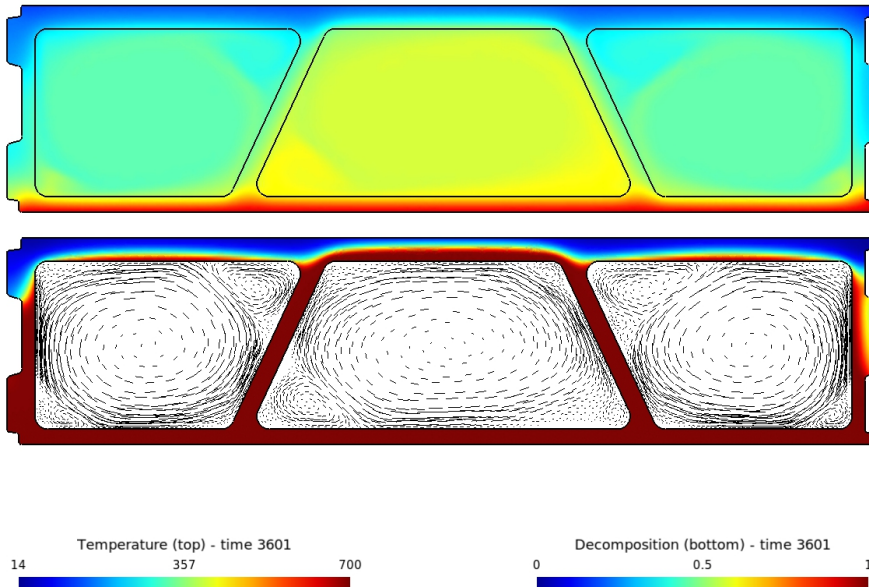 Temperature (top) - time 3601
14 357 700
Decomposition (bottom) - time 3601
0 0.5 1